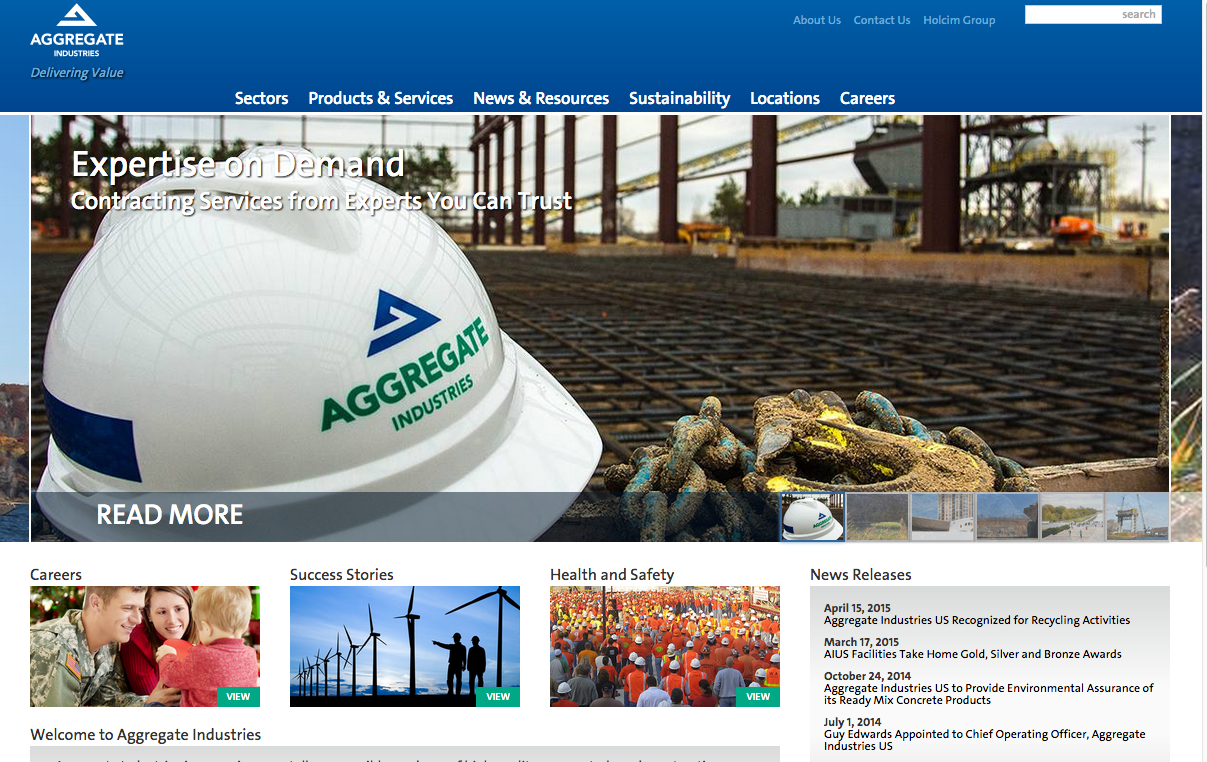 AGGREGATE
INDUSTRIES
Delivering Value
About Us Contact Us Holcim Group
search
Sectors Products & Services News & Resources Sustainability Locations Careers
Expertise on Demand
Contracting Services from Experts You Can Trust
AGGREGATE
INDUSTRIES
READ MORE
AGGREGATE
Careers
VIEW
Success Stories
VIEW
Health and Safety
VIEW
News Releases
April 15, 2015
Aggregate Industries US Recognized for Recycling Activities
March 17, 2015
AIUS Facilities Take Home Gold, Silver and Bronze Awards
October 24, 2014
Aggregate Industries US to Provide Environmental Assurance of
its Ready Mix Concrete Products
July 1, 2014
Guy Edwards Appointed to Chief Operating Officer, Aggregate
Industries US
Welcome to Aggregate Industries